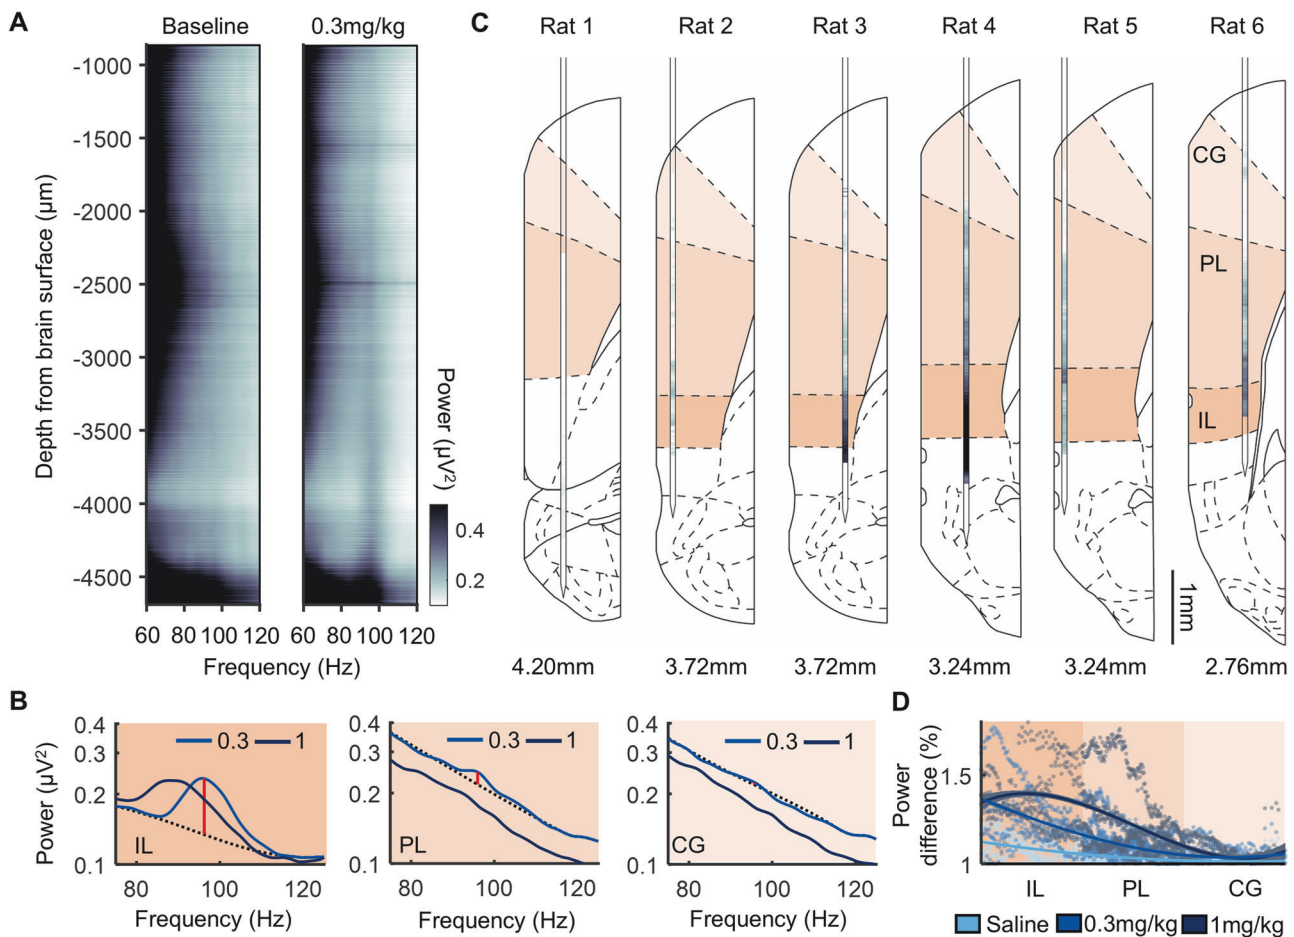 A
Baseline
0.3mg/kg
Depth from brain surface (µm)
-1000
-1500
-2000
-2500
-3000
-3500
-4000
-4500
60 80 100 120
60 80 100 120
Frequency (Hz)
Power (µV²)
0.4
0.2
C
Rat 1
Rat 2
Rat 3
Rat 4
Rat 5
Rat 6
CG
PL
IL
1mm
4.20mm
3.72mm
3.72mm
3.24mm
3.24mm
2.76mm
B
Power (µV²)
0.4
0.3
0.2
0.1
0.3 1
IL
80 100 120
Frequency (Hz)
0.4
0.3
0.2
0.1
0.3 1
PL
80 100 120
Frequency (Hz)
0.4
0.3
0.2
0.1
0.3 1
CG
80 100 120
Frequency (Hz)
D
Power
difference (%)
1.5
1
IL PL CG
Saline 0.3mg/kg 1mg/kg